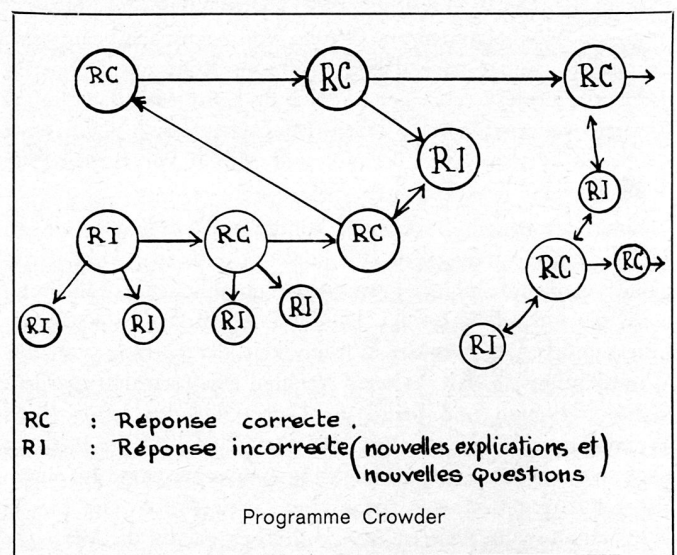 RC RC RC
RI
RI
RI RC RC
RC RC
RI RI RI RI
RI
RC : Réponse correcte.
RI : Réponse incorrecte (nouvelles explications et
nouvelles Questions)
Programme Crowder